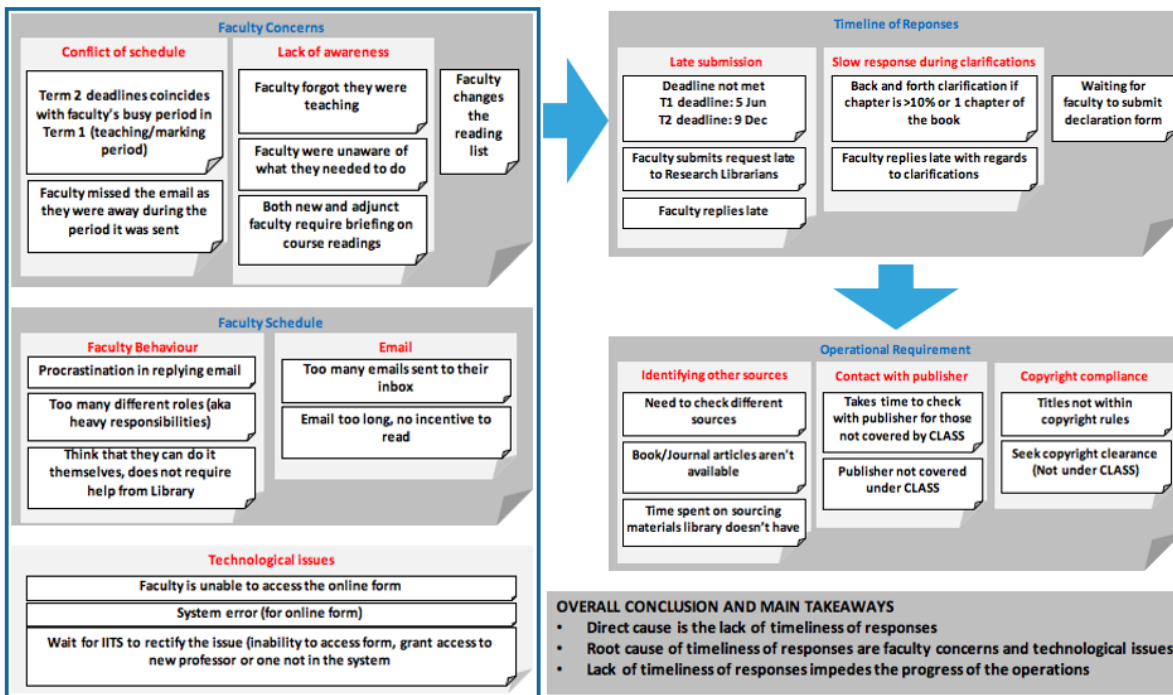 Faculty Concerns
Conflict of schedule
Term 2 deadlines coincides
with faculty's busy period in
Term 1 (teaching/marking
period)
Faculty missed the email as
they were away during the
period it was sent
Lack of awareness
Faculty forgot they were
teaching
Faculty were unaware of
what they needed to do
Both new and adjunct
faculty require briefing on
course readings
Faculty
changes
the
reading
list
Faculty Schedule
Faculty Behaviour
Procrastination in replying email
Too many different roles (aka
heavy responsibilities)
Think that they can do it
themselves, does not require
help from Library
Email
Too many emails sent to their
inbox
Email too long, no incentive to
read
Technological issues
Faculty is unable to access the online form
System error (for online form)
Wait for IITS to rectify the issue (inability to access form, grant access to
new professor or one not in the system
Timeline of Reponses
Late submission
Deadline not met
T1 deadline: 5 Jun
T2 deadline: 9 Dec
Faculty submits request late
to Research Librarians
Faculty replies late
Slow response during clarifications
Back and forth clarification if
chapter is >10% or 1 chapter of
the book
Faculty replies late with regards
to clarifications
Waiting for
faculty to submit
declaration form
Operational Requirement
Identifying other sources
Need to check different
sources
Book/Journal articles aren't
available
Time spent on sourcing
materials library doesn't have
Contact with publisher
Takes time to check
with publisher for those
not covered by CLASS
Publisher not covered
under CLASS
Copyright compliance
Titles not within
copyright rules
Seek copyright clearance
(Not under CLASS)
OVERALL CONCLUSION AND MAIN TAKEAWAYS
• Direct cause is the lack of timeliness of responses
• Root cause of timeliness of responses are faculty concerns and technological issues
• Lack of timeliness of responses impedes the progress of the operations